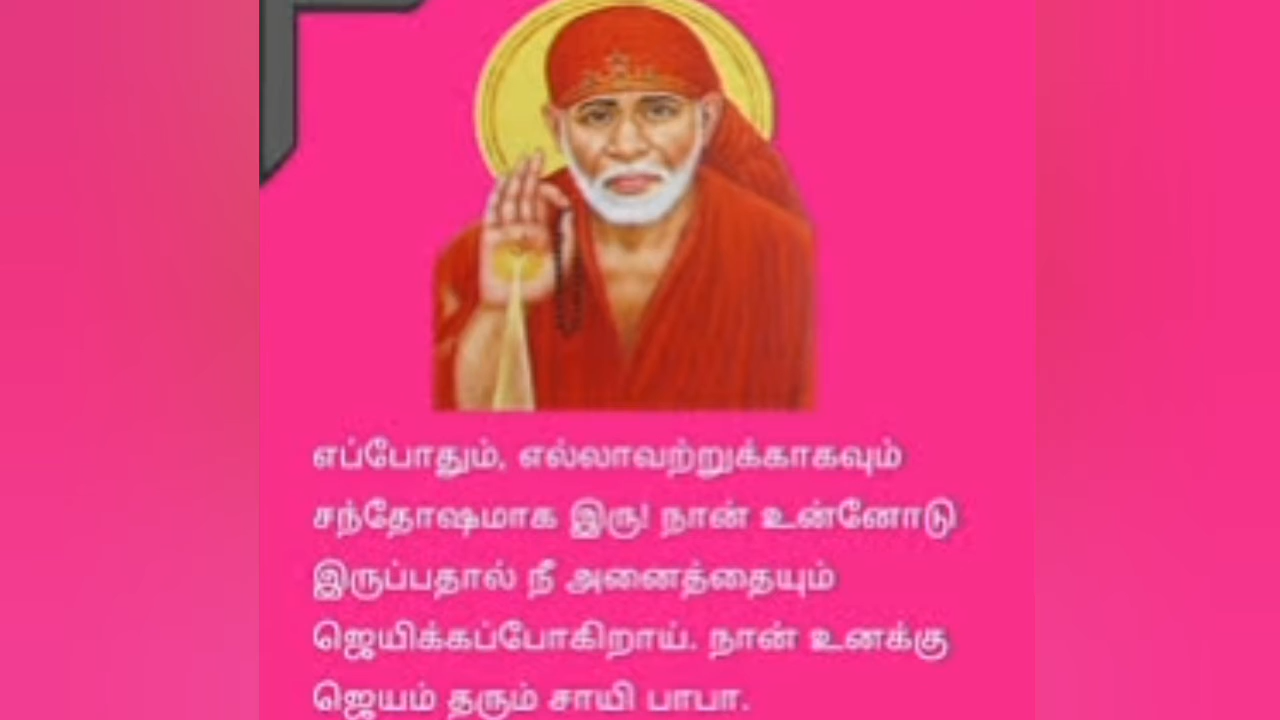 எப்போதும், எல்லாவற்றுக்காகவும்
சந்தோஷமாக இரு! நான் உன்னோடு
இருப்பதால் நீ அனைத்தையும்
ஜெயிக்கப்போகிறாய். நான் உனக்கு
ஜெயம் தரும் சாயி பாபா.